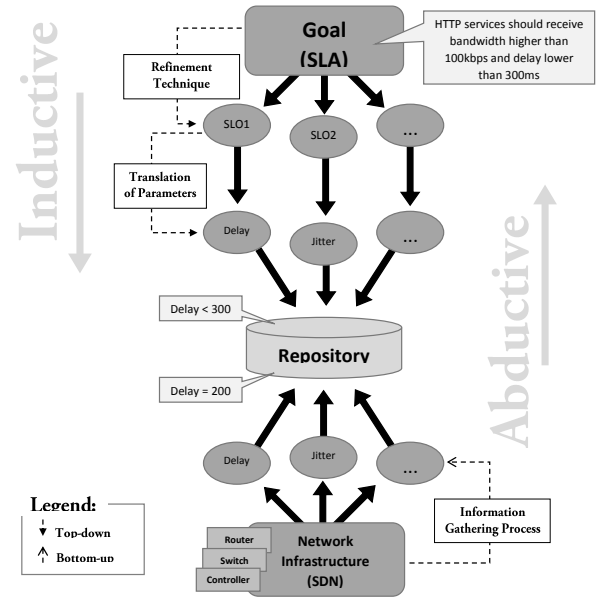 Goal
(SLA)
HTTP services should receive
bandwidth higher than
100kbps and delay lower
than 300ms
Refinement
Technique
Inductive
SLO1
SLO2
...
Translation
of Parameters
Delay
Jitter
...
Abductive
Delay < 300
Repository
Delay = 200
Delay
Jitter
...
Legend:
Top-down
Bottom-up
Information
Gathering Process
Router
Switch
Controller
Network
Infrastructure
(SDN)